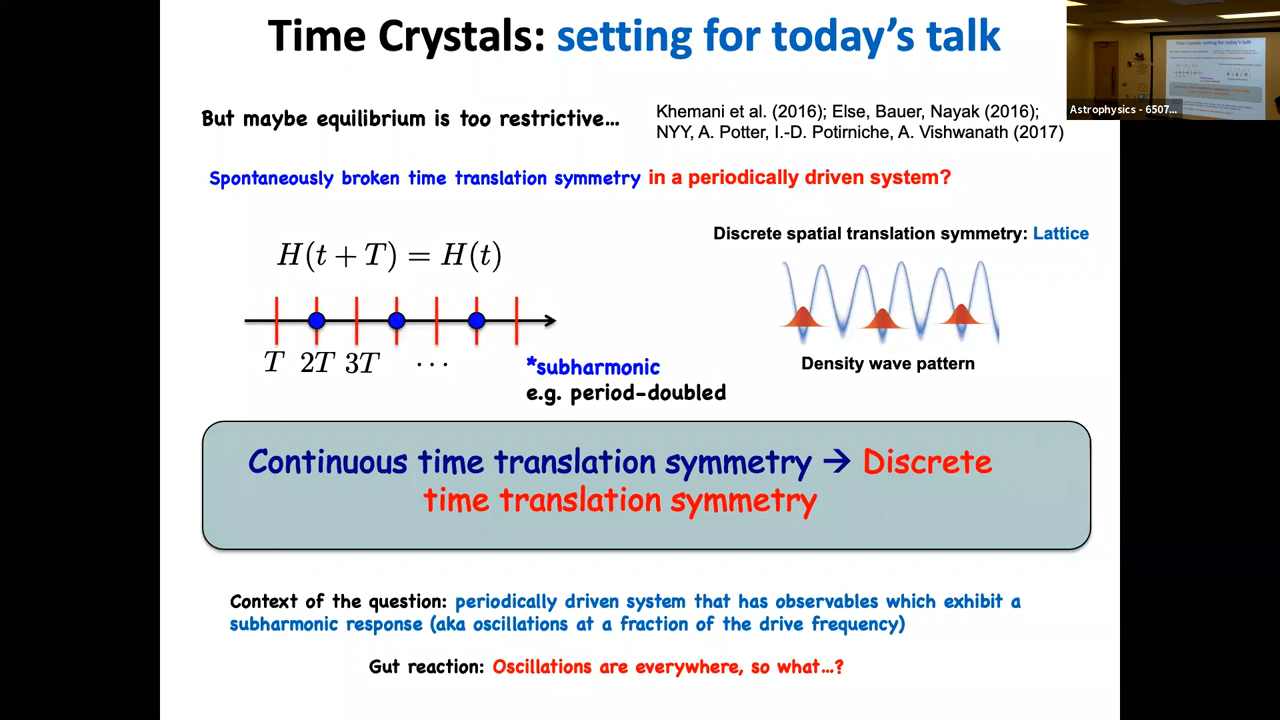 Time Crystals: setting for today's talk
Astrophysics - 6507...
But maybe equilibrium is too restrictive...
Khemani et al. (2016); Else, Bauer, Nayak (2016);
NYY, A. Potter, I.-D. Potirniche, A. Vishwanath (2017)
Spontaneously broken time translation symmetry in a periodically driven system?
Discrete spatial translation symmetry: Lattice
H(t + T) = H(t)
T 2T 3T ...
Density wave pattern
*subharmonic
e.g. period-doubled
Continuous time translation symmetry → Discrete
time translation symmetry
Context of the question: periodically driven system that has observables which exhibit a
subharmonic response (aka oscillations at a fraction of the drive frequency)
Gut reaction: Oscillations are everywhere, so what...?